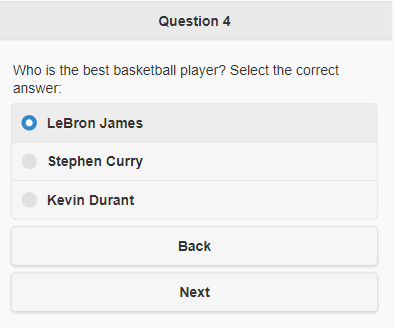 Question 4
Who is the best basketball player? Select the correct
answer:
LeBron James
Stephen Curry
Kevin Durant
Back
Next